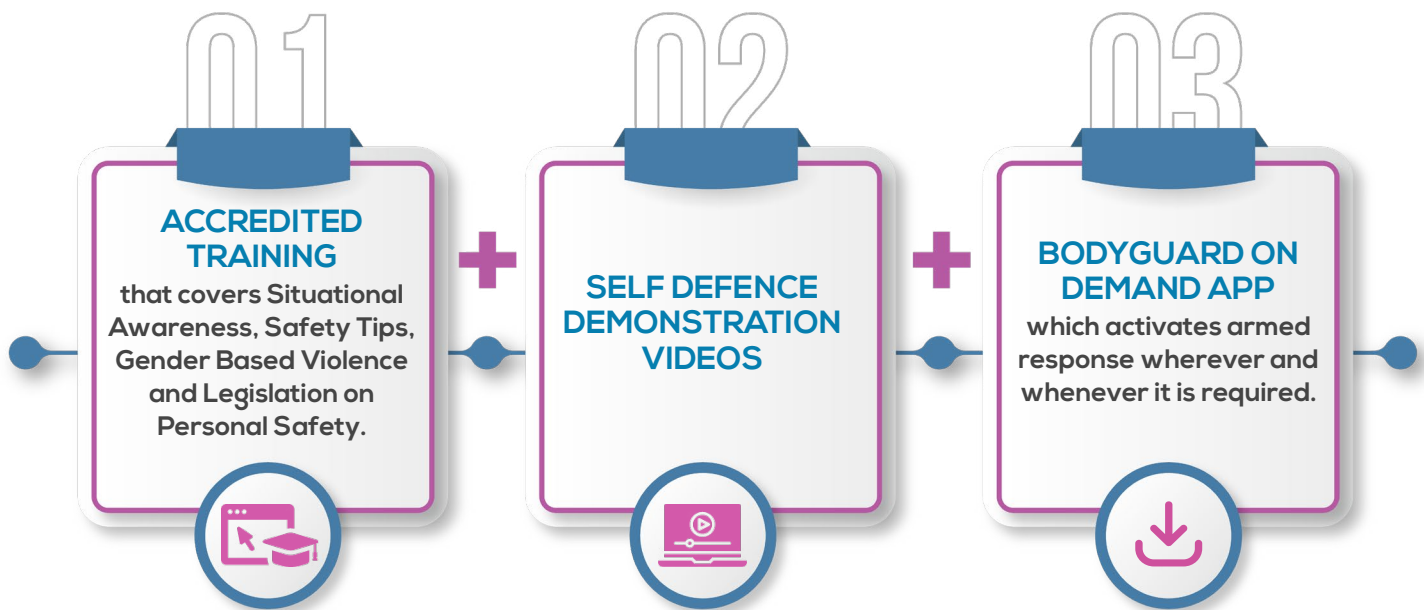 01
ACCREDITED
TRAINING
that covers Situational
Awareness, Safety Tips,
Gender Based Violence
and Legislation on
Personal Safety.
02
SELF DEFENCE
DEMONSTRATION
VIDEOS
03
BODYGUARD ON
DEMAND APP
which activates armed
response wherever and
whenever it is required.